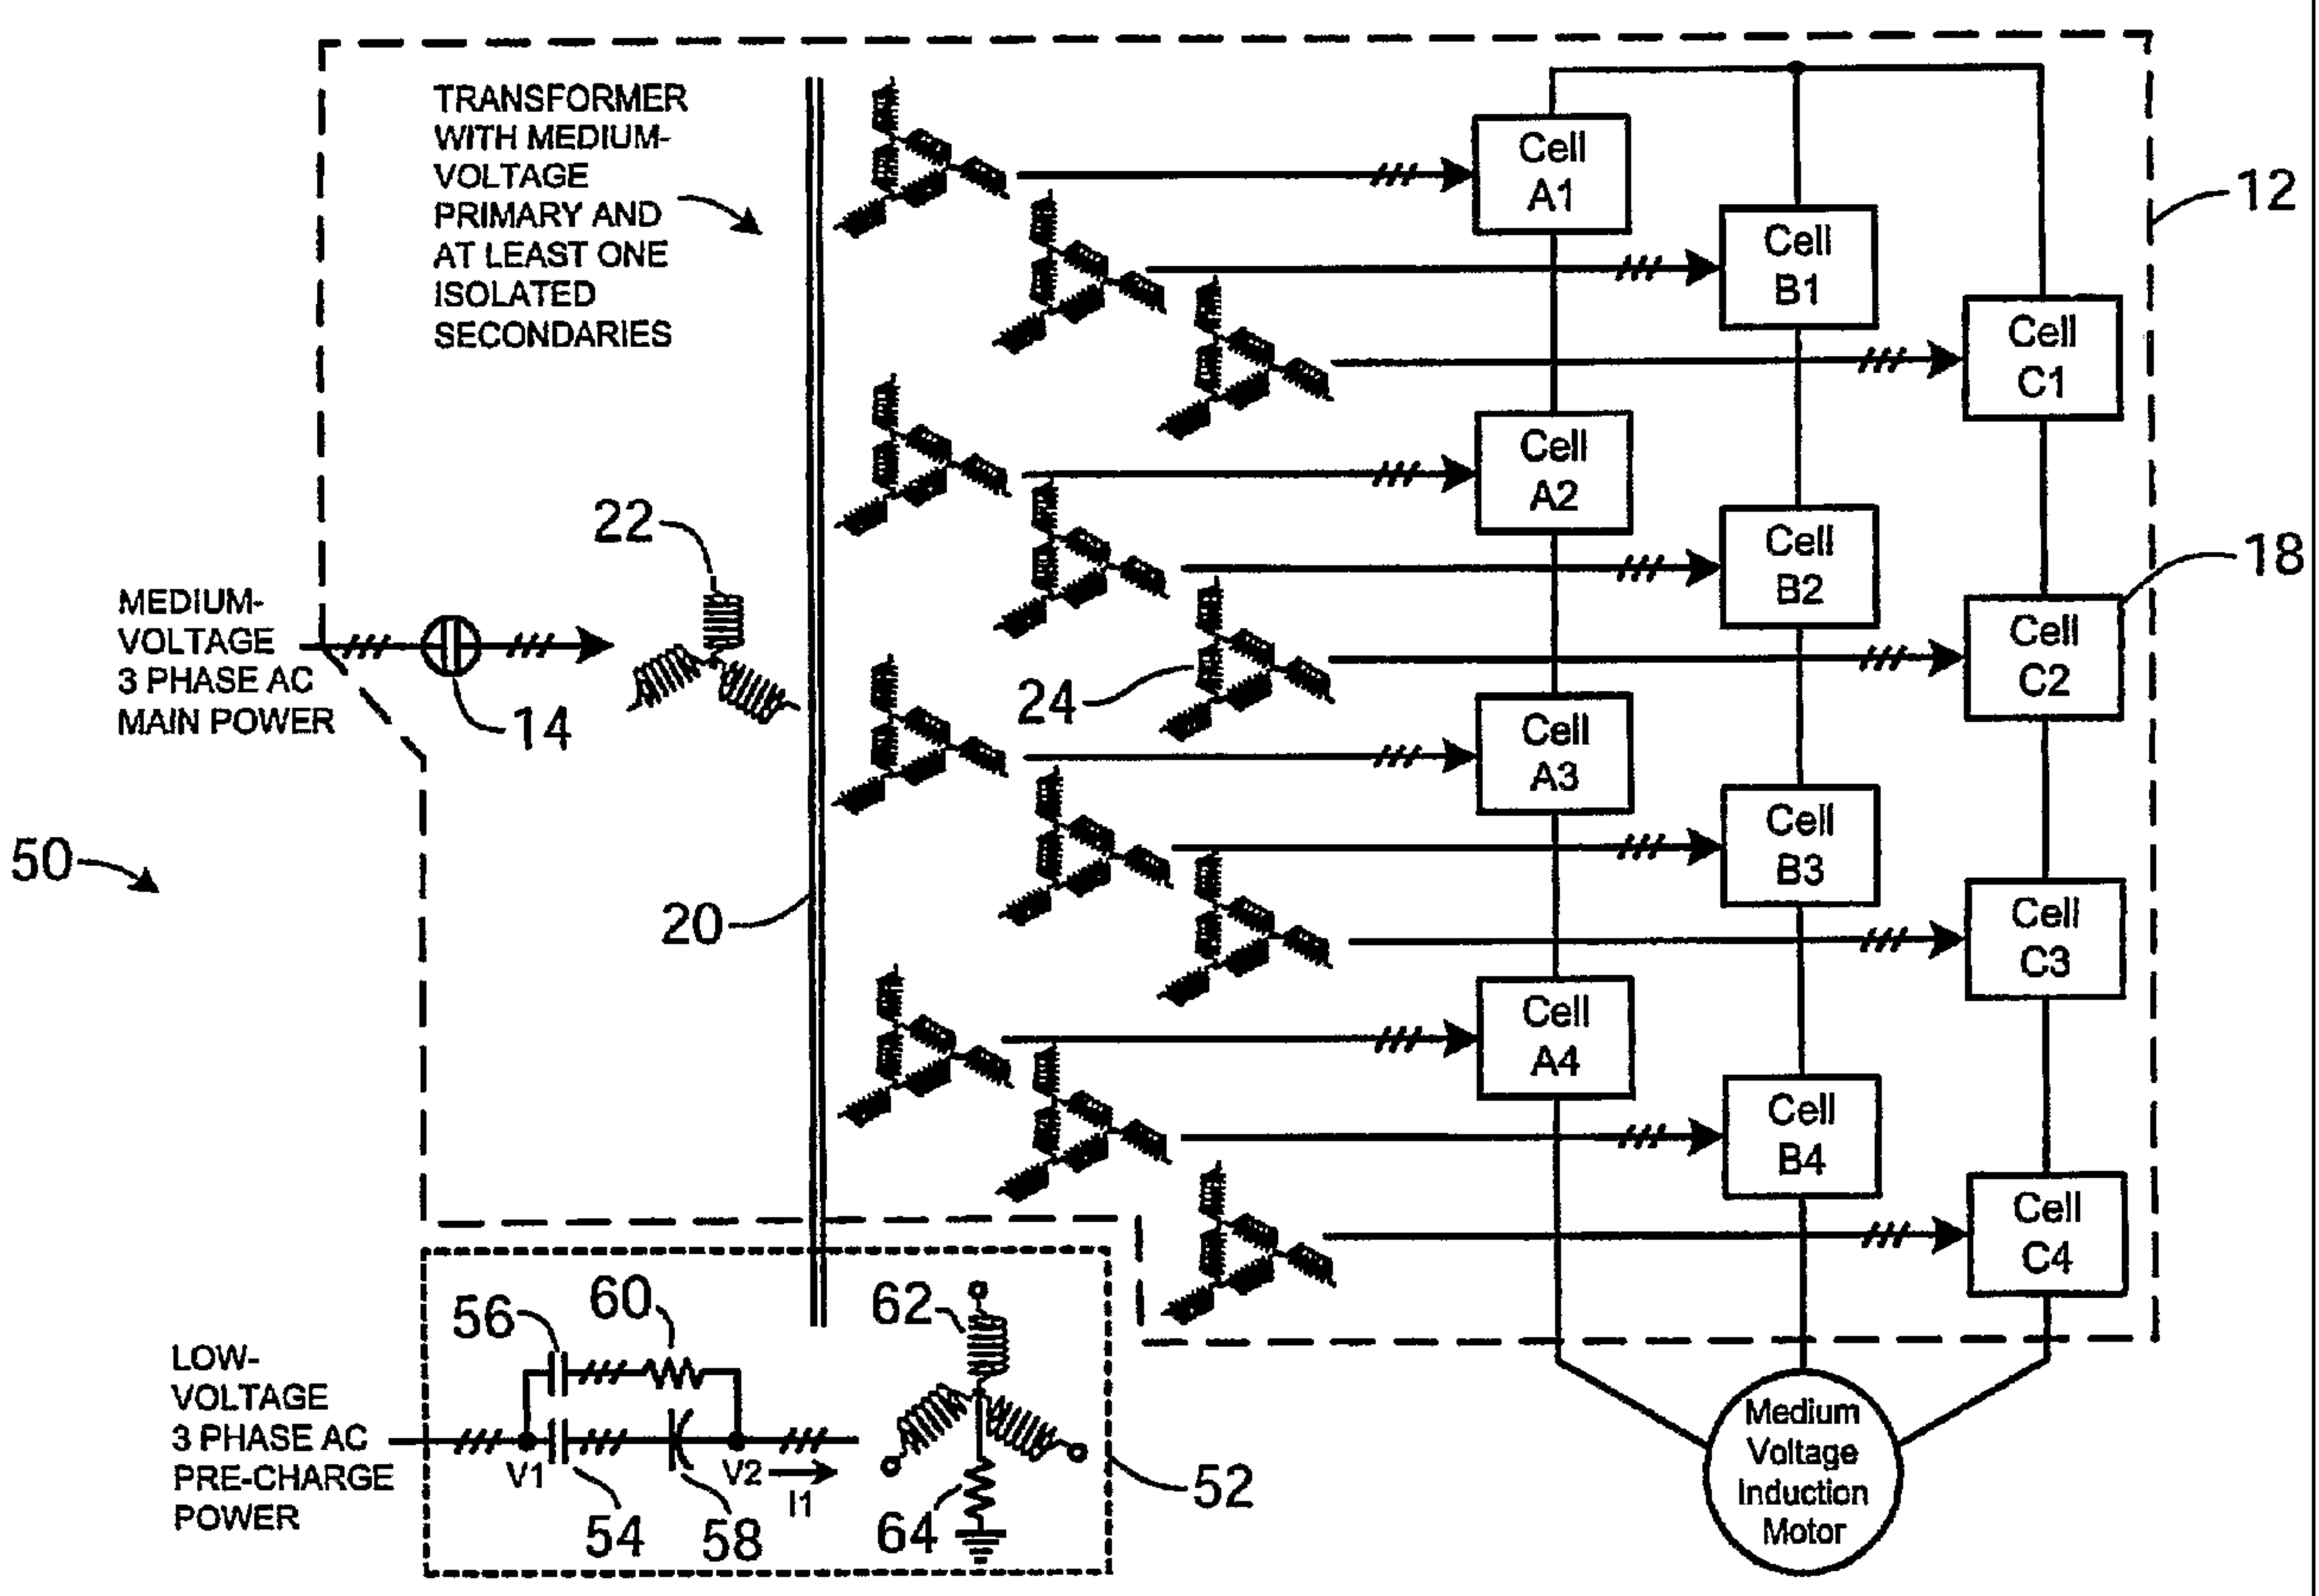 TRANSFORMER
WITH MEDIUM-
VOLTAGE
PRIMARY AND
AT LEAST ONE
ISOLATED
SECONDARIES
Cell
A1
Cell
B1
Cell
C1
12
Cell
A2
Cell
B2
Cell
C2
18
22
24
MEDIUM-
VOLTAGE
3 PHASE AC
MAIN POWER
14
Cell
A3
Cell
B3
Cell
C3
50
20
Cell
A4
Cell
B4
Cell
C4
56
60
62
LOW-
VOLTAGE
3 PHASE AC
PRE-CHARGE
POWER
V1
V2
I1
54
58
64
52
Medium
Voltage
Induction
Motor